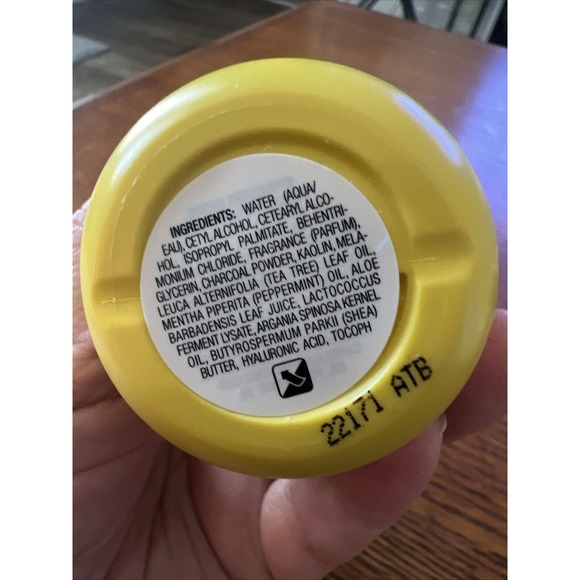 INGREDIENTS: WATER (AQUA/
EAU), CETYL ALCOHOL, CETEARYL ALCO-
HOL, ISOPROPYL PALMITATE, BEHENTRI-
MONIUM CHLORIDE, FRAGRANCE (PARFUM),
GLYCERIN, CHARCOAL POWDER, KAOLIN, MELA-
LEUCA ALTERNIFOLIA (TEA TREE) LEAF OIL,
MENTHA PIPERITA (PEPPERMINT) OIL, ALOE
BARBADENSIS LEAF JUICE, LACTOCOCCUS
FERMENT LYSATE, ARGANIA SPINOSA KERNEL
OIL, BUTYROSPERMUM PARKII (SHEA)
BUTTER, HYALURONIC ACID, TOCOPH
22171 ATB